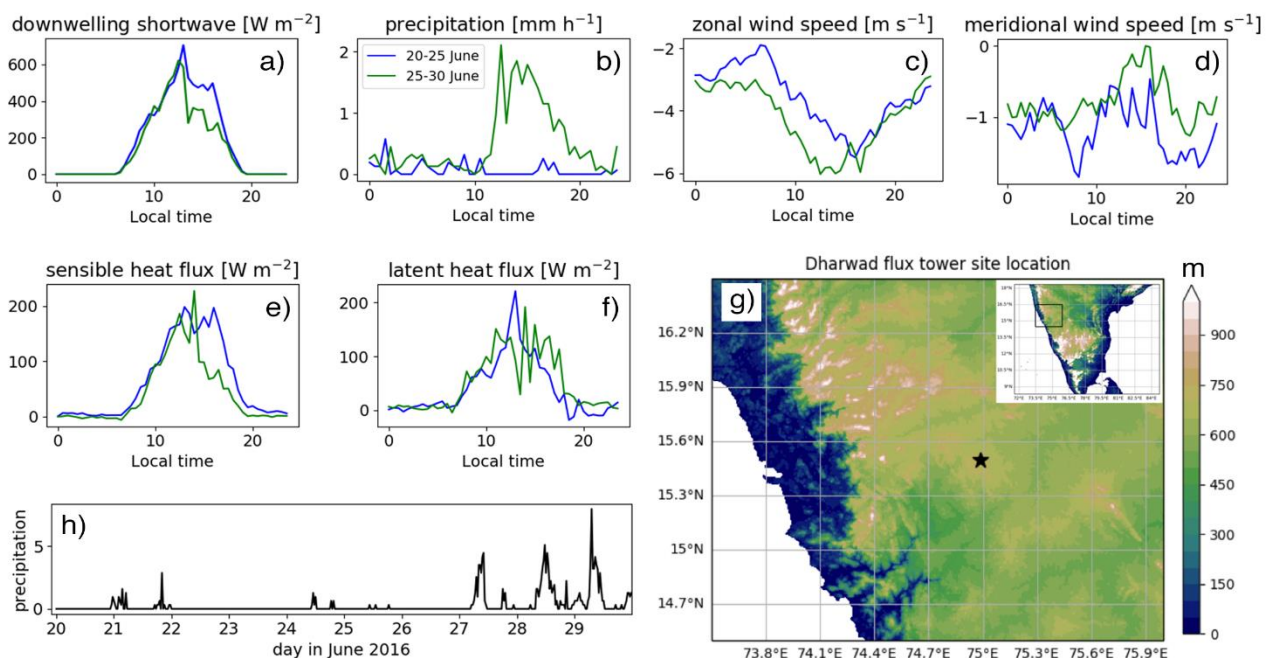 downwelling shortwave [W m⁻²]
a)
600
400
200
0
0 10 20
Local time
precipitation [mm h⁻¹]
b)
20-25 June
25-30 June
2
1
0
0 10 20
Local time
zonal wind speed [m s⁻¹]
c)
−2
−4
−6
0 10 20
Local time
meridional wind speed [m s⁻¹]
d)
0
−1
0 10 20
Local time
sensible heat flux [W m⁻²]
e)
200
100
0
0 10 20
Local time
latent heat flux [W m⁻²]
f)
200
100
0
0 10 20
Local time
Dharwad flux tower site location
g)
16.2°N
15.9°N
15.6°N
15.3°N
15°N
14.7°N
73.8°E 74.1°E 74.4°E 74.7°E 75°E 75.3°E 75.6°E 75.9°E
m
900
750
600
450
300
150
0
h)
precipitation
5
0
20 21 22 23 24 25 26 27 28 29
day in June 2016